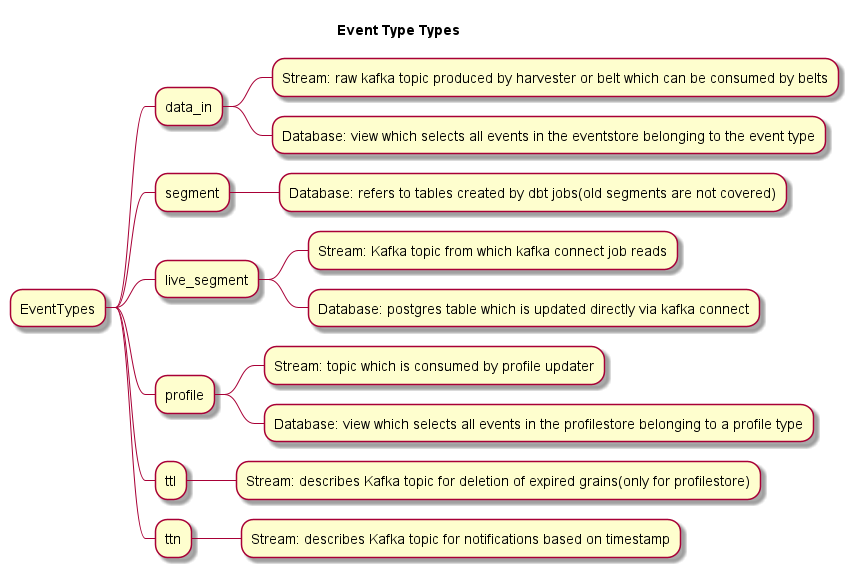 Event Type Types
EventTypes
data_in
Stream: raw kafka topic produced by harvester or belt which can be consumed by belts
Database: view which selects all events in the eventstore belonging to the event type
segment
Database: refers to tables created by dbt jobs(old segments are not covered)
live_segment
Stream: Kafka topic from which kafka connect job reads
Database: postgres table which is updated directly via kafka connect
profile
Stream: topic which is consumed by profile updater
Database: view which selects all events in the profilestore belonging to a profile type
ttl
Stream: describes Kafka topic for deletion of expired grains(only for profilestore)
ttn
Stream: describes Kafka topic for notifications based on timestamp